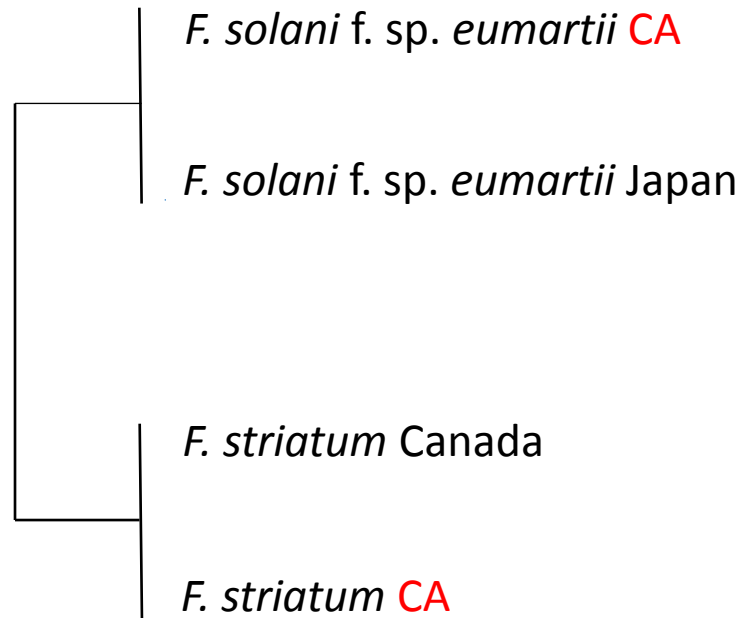 F. solani f. sp. eumartii CA
F. solani f. sp. eumartii Japan
F. striatum Canada
F. striatum CA